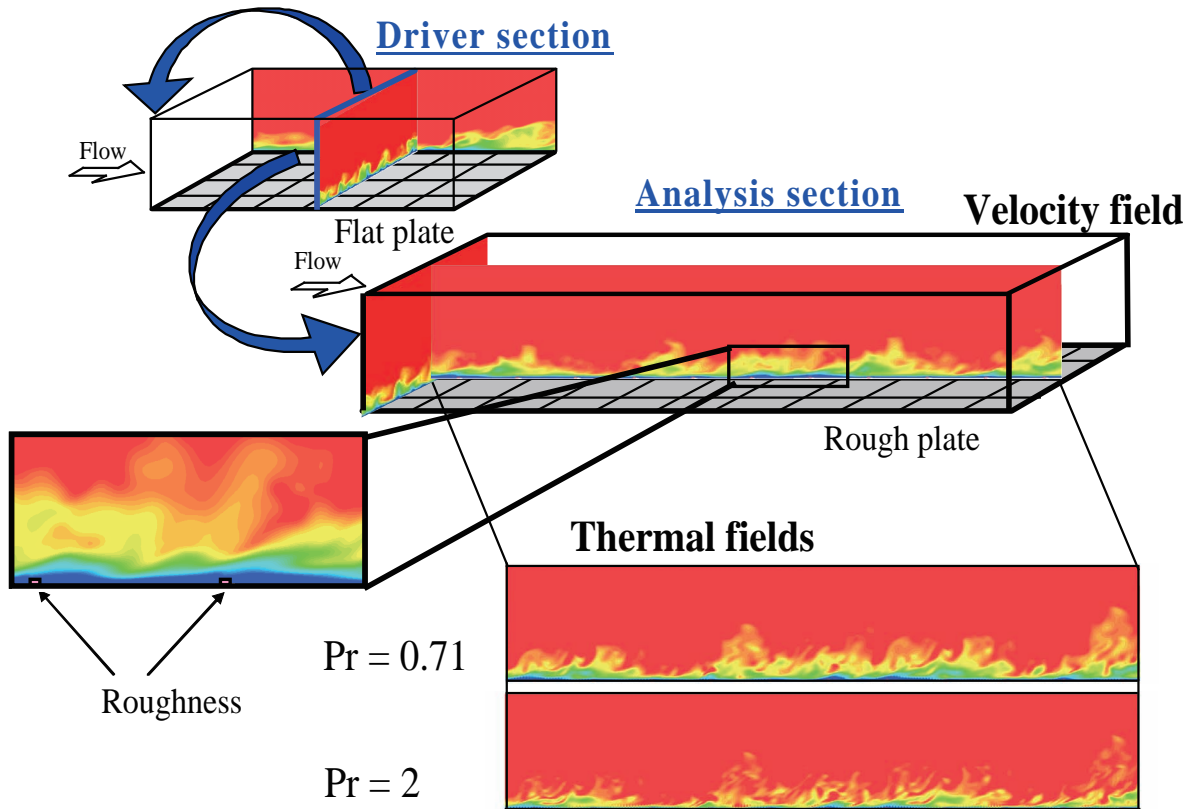 Driver section
Flow
Flat plate
Analysis section
Velocity field
Flow
Rough plate
Thermal fields
Pr = 0.71
Roughness
Pr = 2